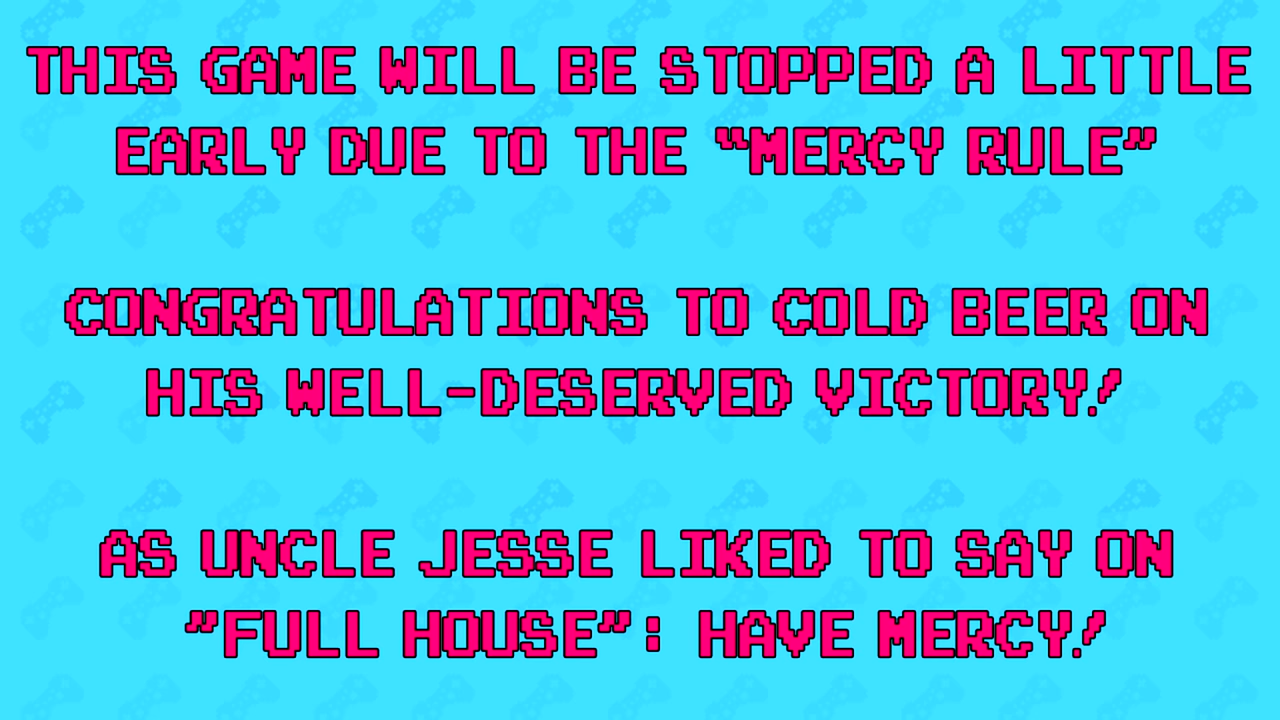 THIS GAME WILL BE STOPPED A LITTLE
EARLY DUE TO THE “MERCY RULE”
CONGRATULATIONS TO COLD BEER ON
HIS WELL-DESERVED VICTORY!
AS UNCLE JESSE LIKED TO SAY ON
”FULL HOUSE”: HAVE MERCY!